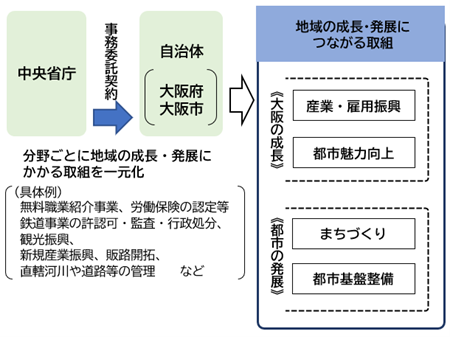 中央省庁
事務委託契約
自治体
大阪府
大阪市
分野ごとに地域の成長・発展に
かかる取組を一元化
（具体例）
無料職業紹介事業、労働保険の認定等
鉄道事業の許認可・監査・行政処分、
観光振興、
新規産業振興、販路開拓、
直轄河川や道路等の管理　など
地域の成長・発展に
つながる取組
《大阪の成長》
産業・雇用振興
都市魅力向上
《都市の発展》
まちづくり
都市基盤整備